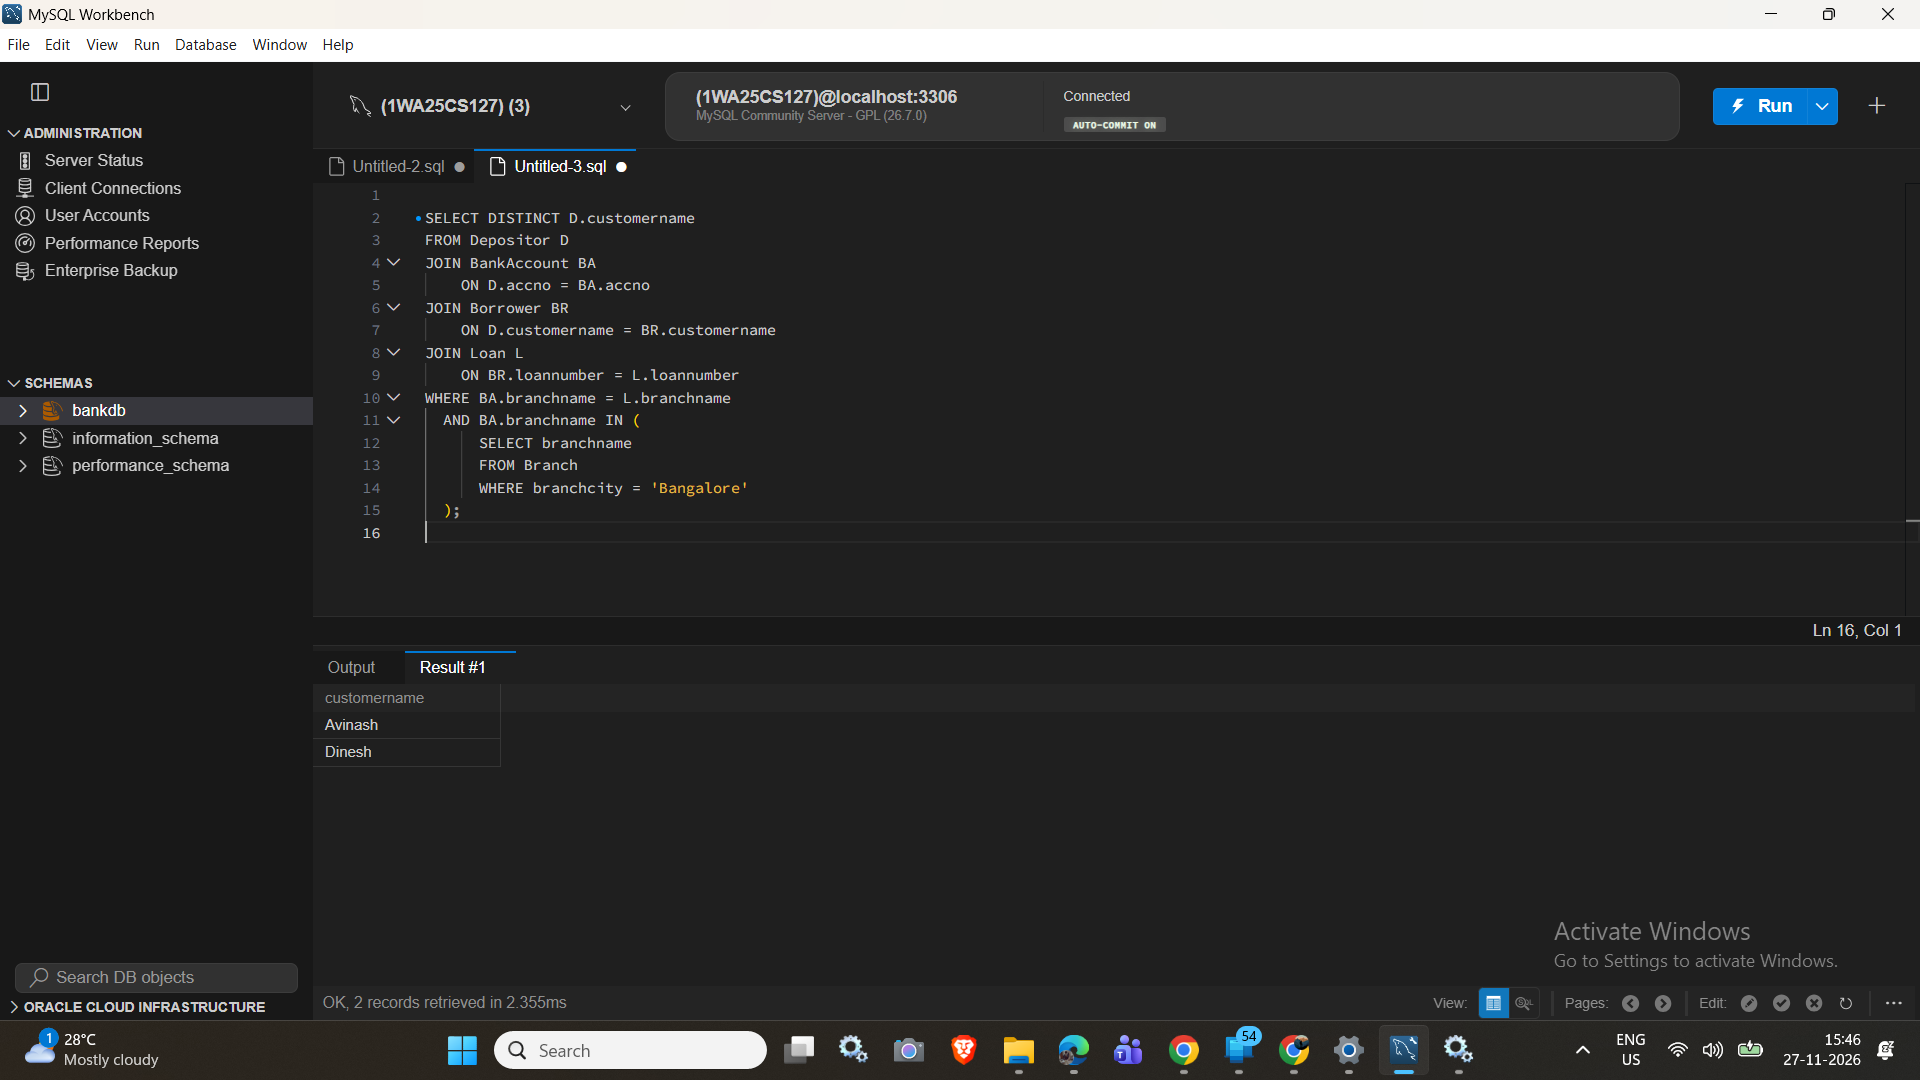 MySQL Workbench
File Edit View Run Database Window Help
(1WA25CS127) (3)
(1WA25CS127)@localhost:3306
MySQL Community Server - GPL (26.7.0)
Connected
AUTO-COMMIT ON
Run
ADMINISTRATION
Server Status
Client Connections
User Accounts
Performance Reports
Enterprise Backup
SCHEMAS
bankdb
information_schema
performance_schema
Search DB objects
ORACLE CLOUD INFRASTRUCTURE
Untitled-2.sql
Untitled-3.sql
1
2 SELECT DISTINCT D.customername
3 FROM Depositor D
4 JOIN BankAccount BA
5 ON D.accno = BA.accno
6 JOIN Borrower BR
7 ON D.customername = BR.customername
8 JOIN Loan L
9 ON BR.loannumber = L.loannumber
10 WHERE BA.branchname = L.branchname
11 AND BA.branchname IN (
12 SELECT branchname
13 FROM Branch
14 WHERE branchcity = 'Bangalore'
15 );
16
Ln 16, Col 1
Output Result #1
customername
Avinash
Dinesh
Activate Windows
Go to Settings to activate Windows.
OK, 2 records retrieved in 2.355ms
View: SQL Pages: Edit:
1
28°C
Mostly cloudy
Search
54
ENG
US
15:46
27-11-2026